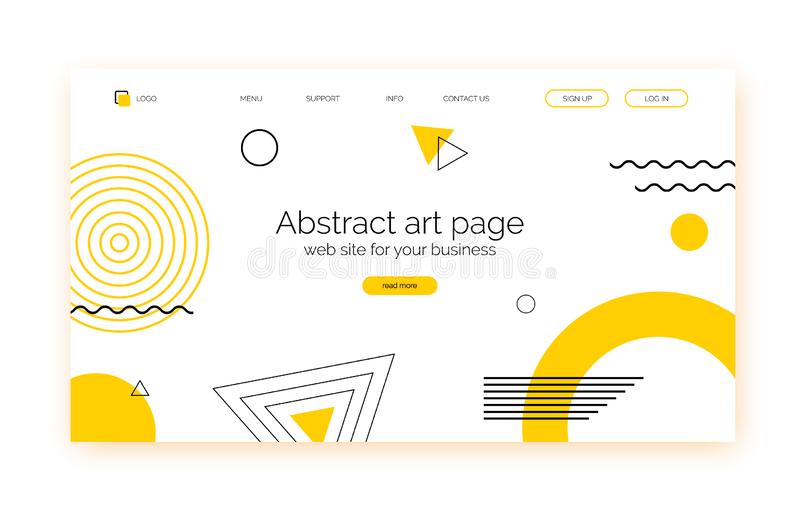 LOGO MENU SUPPORT INFO CONTACT US SIGN UP LOG IN
Abstract art page
web site for your business
dreamstime
read more